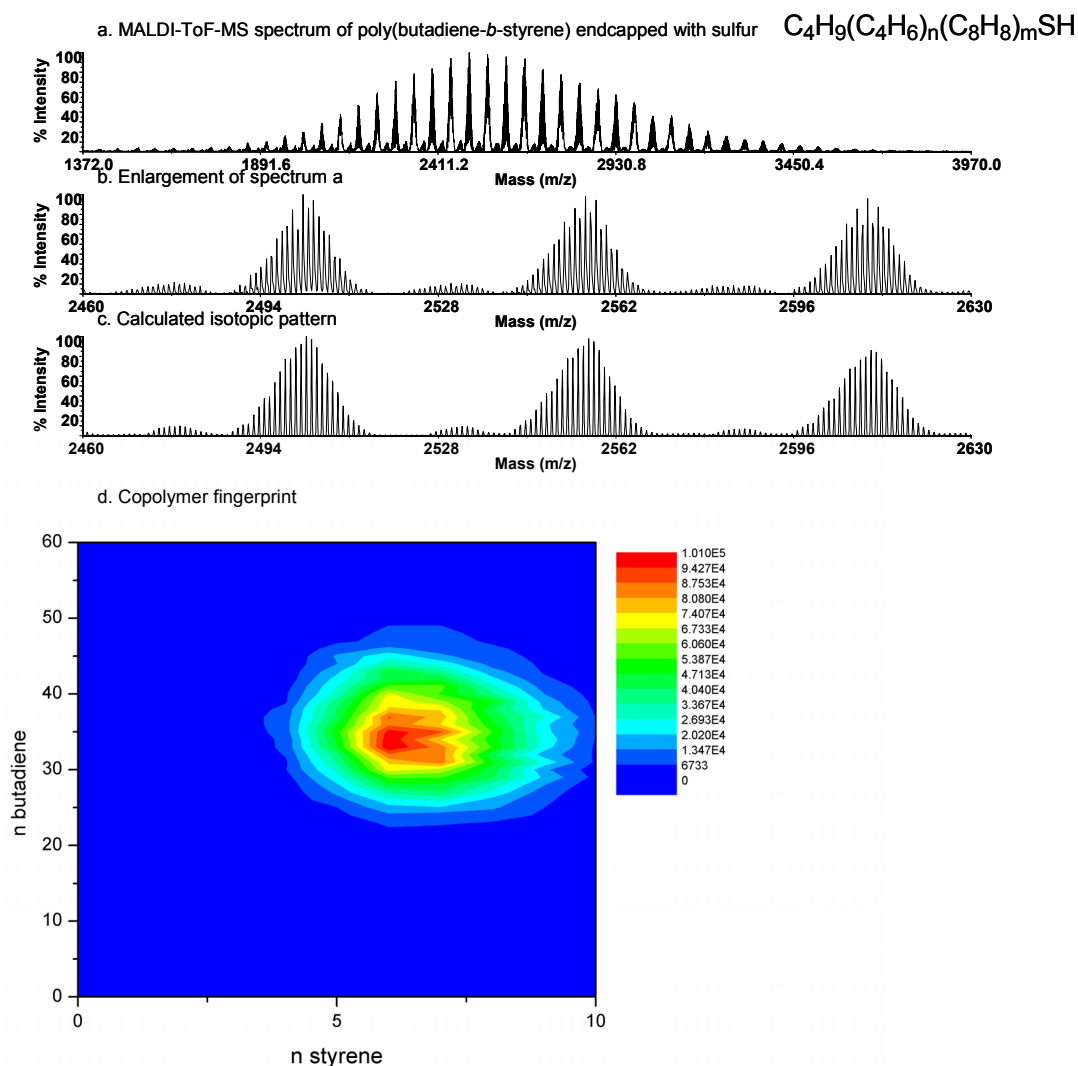 a. MALDI-ToF-MS spectrum of poly(butadiene-b-styrene) endcapped with sulfur C₄H₉(C₄H₆)ₙ(C₈H₈)ₘSH
100
80
60
40
20
% Intensity
1372.0 1891.6 2411.2 2930.8 3450.4 3970.0
Mass (m/z)
b. Enlargement of spectrum a
100
80
60
40
20
% Intensity
2460 2494 2528 2562 2596 2630
Mass (m/z)
c. Calculated isotopic pattern
100
80
60
40
20
% Intensity
2460 2494 2528 2562 2596 2630
Mass (m/z)
d. Copolymer fingerprint
60
50
40
30
20
10
0
n butadiene
0 5 10
n styrene
1.010E5
9.427E4
8.753E4
8.080E4
7.407E4
6.733E4
6.060E4
5.387E4
4.713E4
4.040E4
3.367E4
2.693E4
2.020E4
1.347E4
6733
0